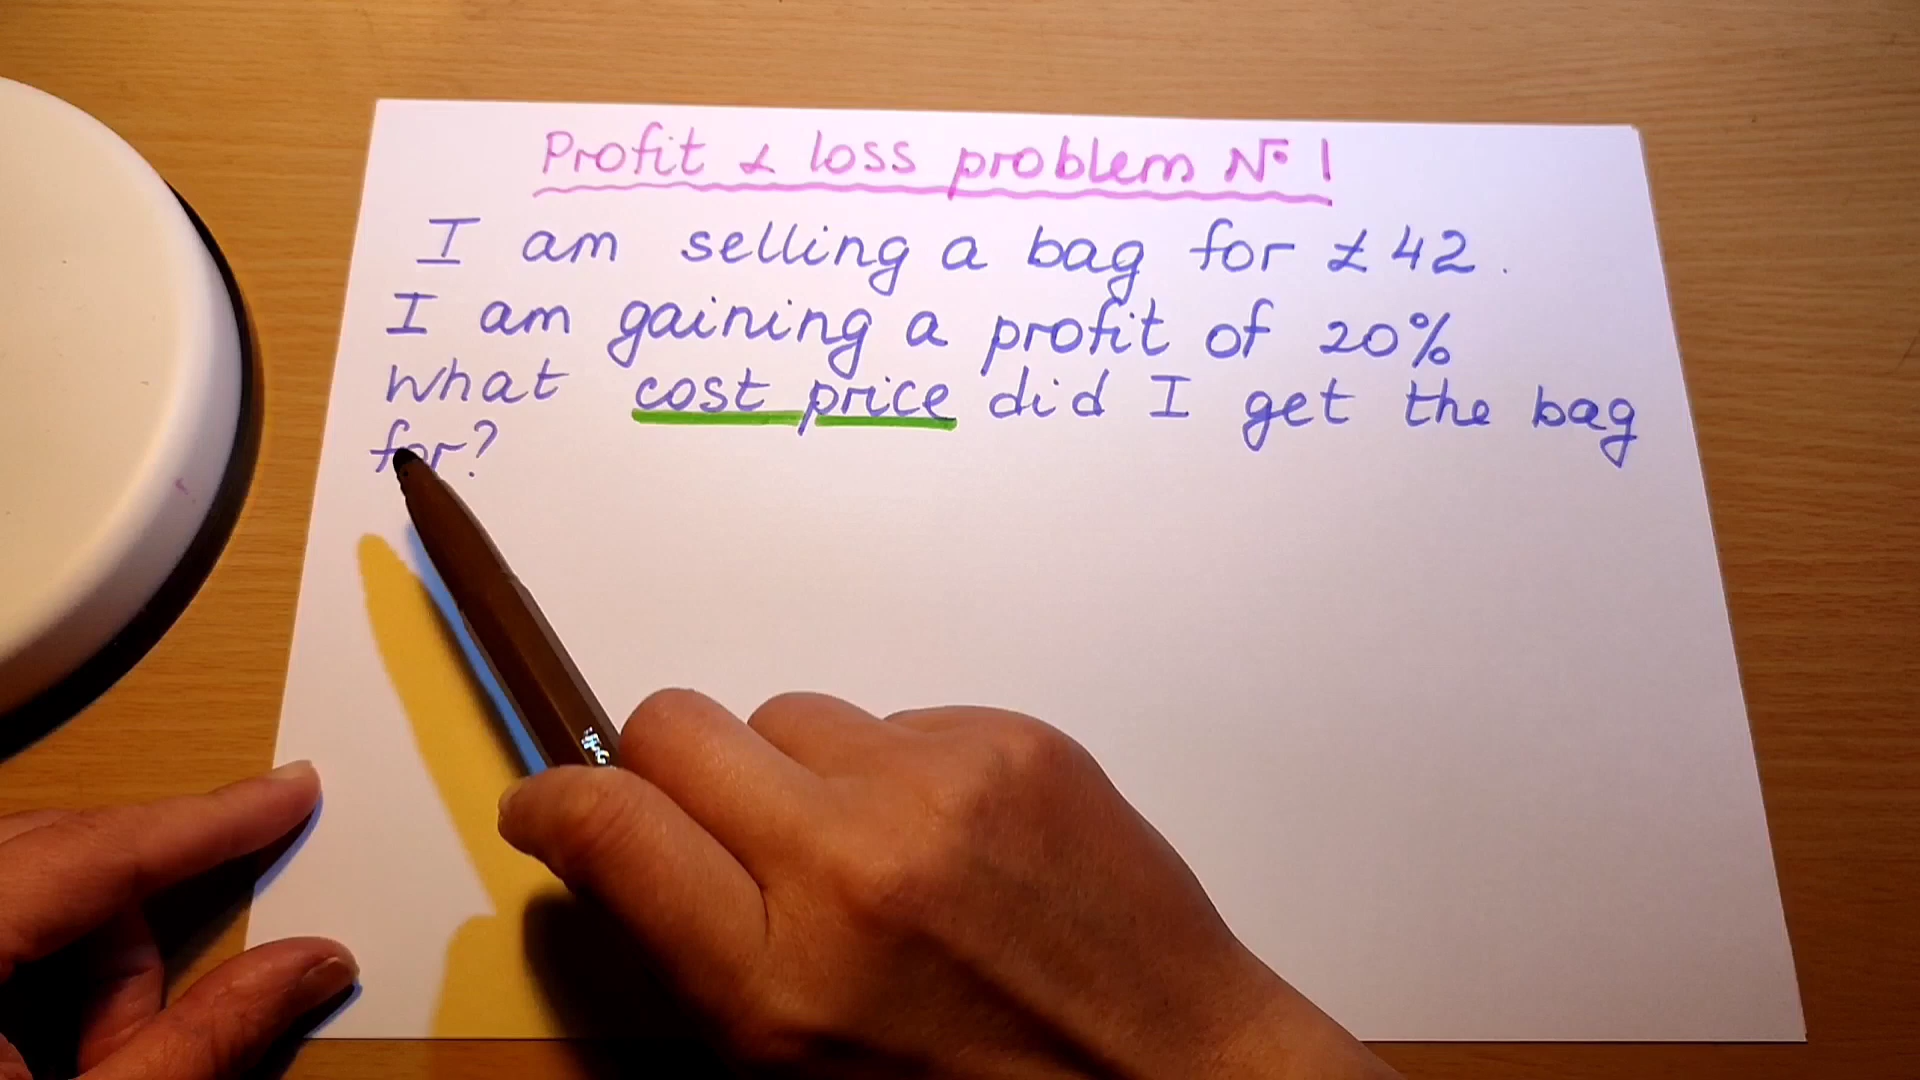 Profit & loss problem № 1
I am selling a bag for £42.
I am gaining a profit of 20%
What cost price did I get the bag
for?